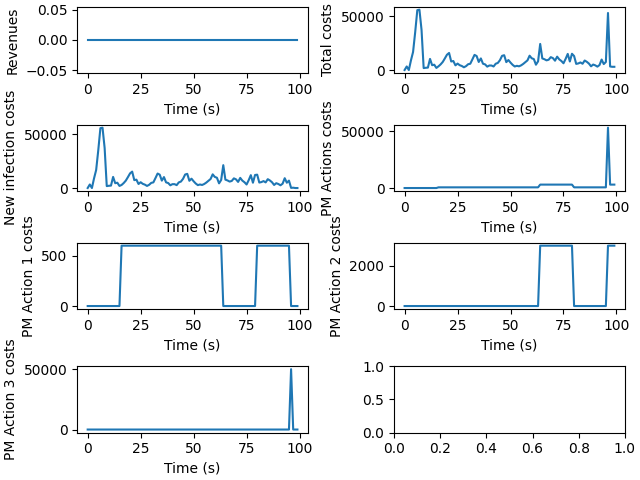 Revenues
0.05
0.00
−0.05
0 25 50 75 100
Time (s)
Total costs
50000
0
0 25 50 75 100
Time (s)
New infection costs
50000
0
0 25 50 75 100
Time (s)
PM Actions costs
50000
0
0 25 50 75 100
Time (s)
PM Action 1 costs
500
0
0 25 50 75 100
Time (s)
PM Action 2 costs
2000
0
0 25 50 75 100
Time (s)
PM Action 3 costs
50000
0
0 25 50 75 100
Time (s)
1.0
0.5
0.0
0.0 0.2 0.4 0.6 0.8 1.0